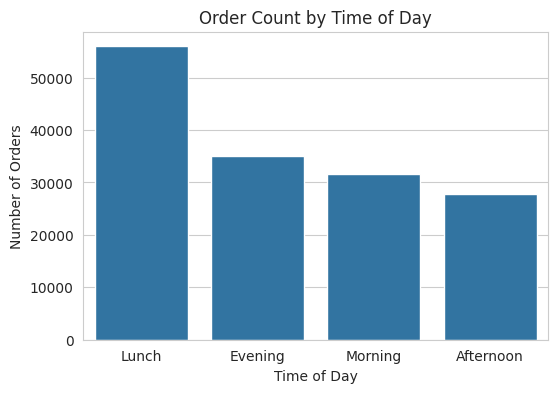 Order Count by Time of Day
Number of Orders
50000
40000
30000
20000
10000
0
Lunch Evening Morning Afternoon
Time of Day